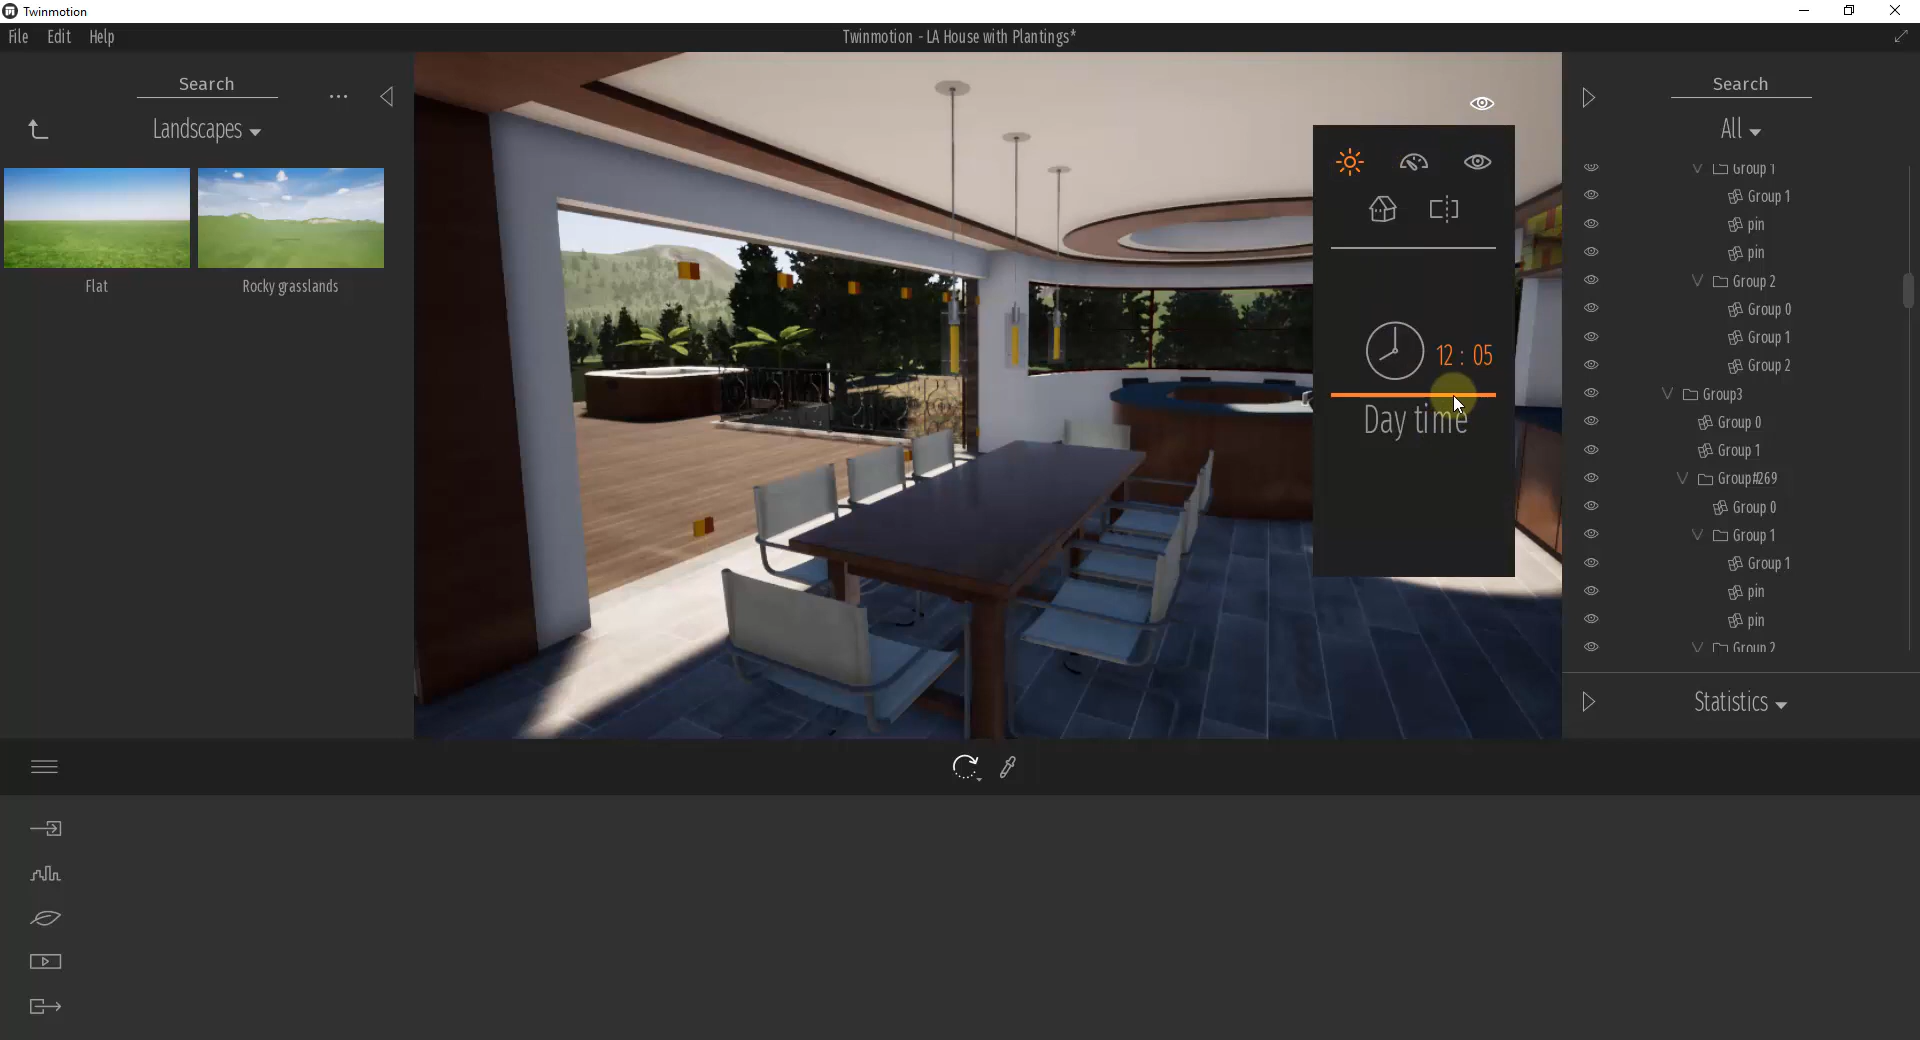 Twinmotion
File Edit Help
Twinmotion - LA House with Plantings*
Search
...
Landscapes
Flat
Rocky grasslands
12 : 05
Day time
Search
All
Group 1
Group 1
pin
pin
Group 2
Group 0
Group 1
Group 2
Group3
Group 0
Group 1
Group#269
Group 0
Group 1
Group 1
pin
pin
Group 2
Statistics